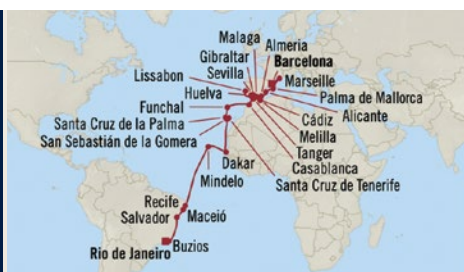 Malaga
Almeria
Gibraltar
Barcelona
Lissabon
Sevilla
Marseille
Huelva
Palma de Mallorca
Funchal
Cádiz
Alicante
Santa Cruz de la Palma
Melilla
San Sebastián de la Gomera
Tanger
Dakar
Casablanca
Mindelo
Santa Cruz de Tenerife
Recife
Salvador
Maceió
Rio de Janeiro
Buzios